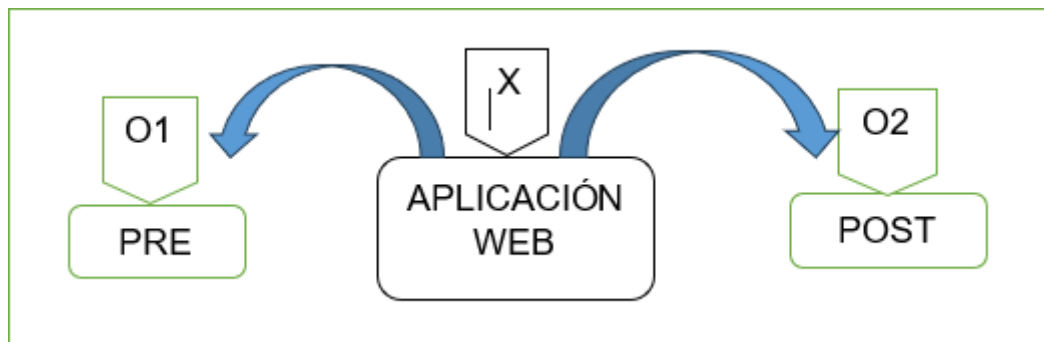 O1
PRE
X
APLICACIÓN
WEB
O2
POST